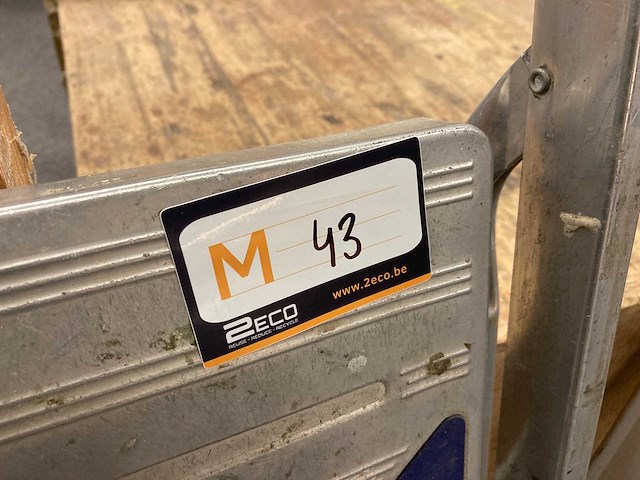 M 43
www.2eco.be
2ECO
REUSE - REDUCE - RECYCLE